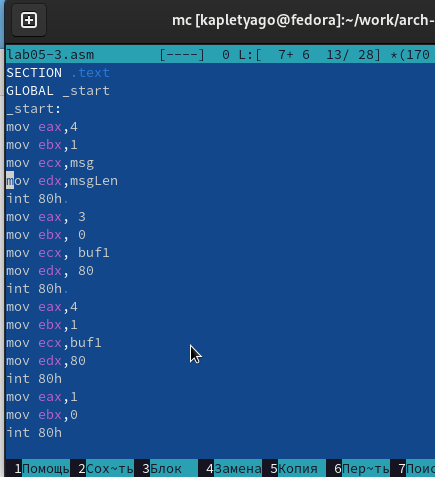 mc [kapletyago@fedora]:~/work/arch-
lab05-3.asm [----] 0 L:[ 7+ 6 13/ 28] *(170
SECTION .text
GLOBAL _start
_start:
mov eax,4
mov ebx,1
mov ecx,msg
mov edx,msgLen
int 80h.
mov eax, 3
mov ebx, 0
mov ecx, buf1
mov edx, 80
int 80h.
mov eax,4
mov ebx,1
mov ecx,buf1
mov edx,80
int 80h
mov eax,1
mov ebx,0
int 80h
1Помощь 2Сох~ть 3Блок 4Замена 5Копия 6Пер~ть 7Поис